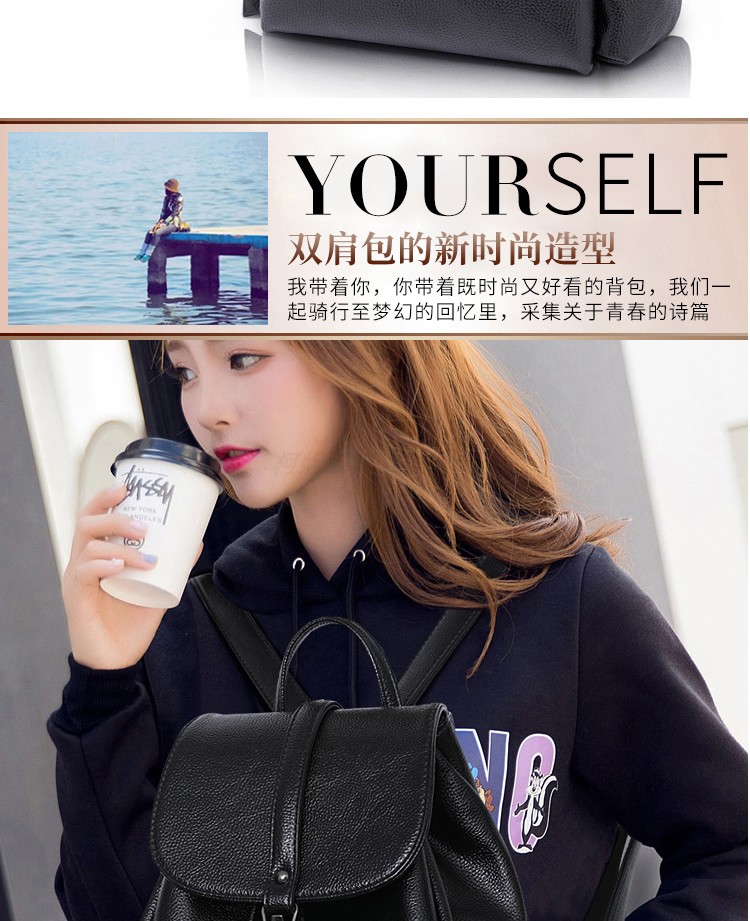 YOURSELF
双肩包的新时尚造型
我带着你，你带着既时尚又好看的背包，我们一
起骑行至梦幻的回忆里，采集关于青春的诗篇
NEW YORK
NG